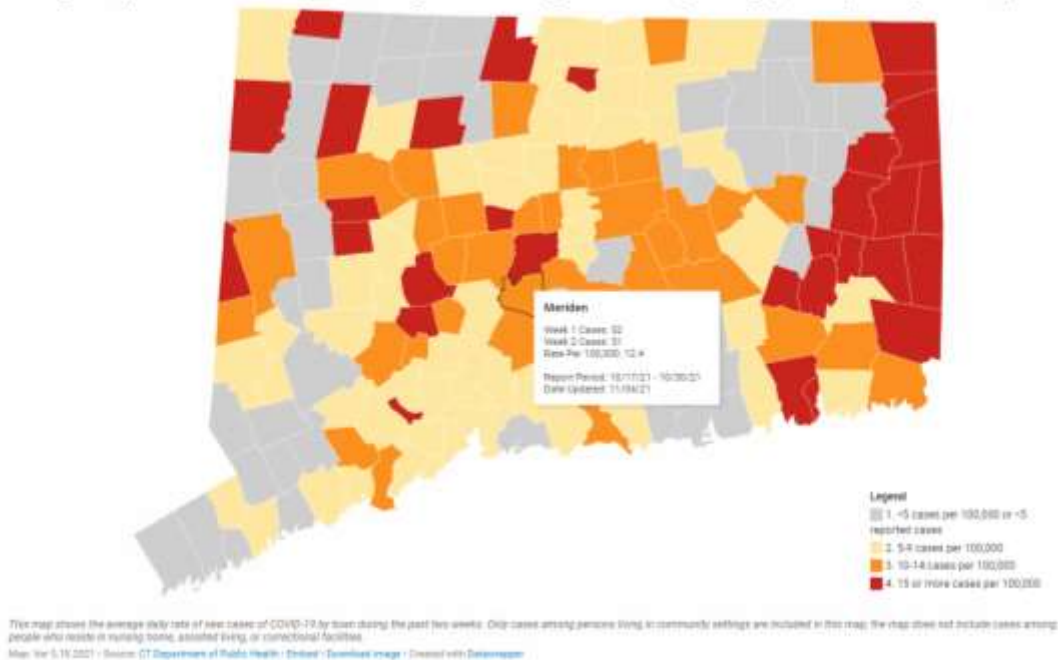 Meriden
Week 1 Cases: 52
Week 2 Cases: 51
Rate Per 100,000: 12.4
Report Period: 10/17/21 - 10/30/21
Date Updated: 11/04/21
Legend
1. <5 cases per 100,000 or <5
reported cases
2. 5-9 cases per 100,000
3. 10-14 cases per 100,000
4. 15 or more cases per 100,000
This map shows the average daily rate of new cases of COVID-19 by town during the past two weeks. Only cases among persons living in community settings are included in this map; the map does not include cases among
people who reside in nursing home, assisted living, or correctional facilities.
Source: CT Department of Public Health · Embed · Download image · Created with Datawrapper